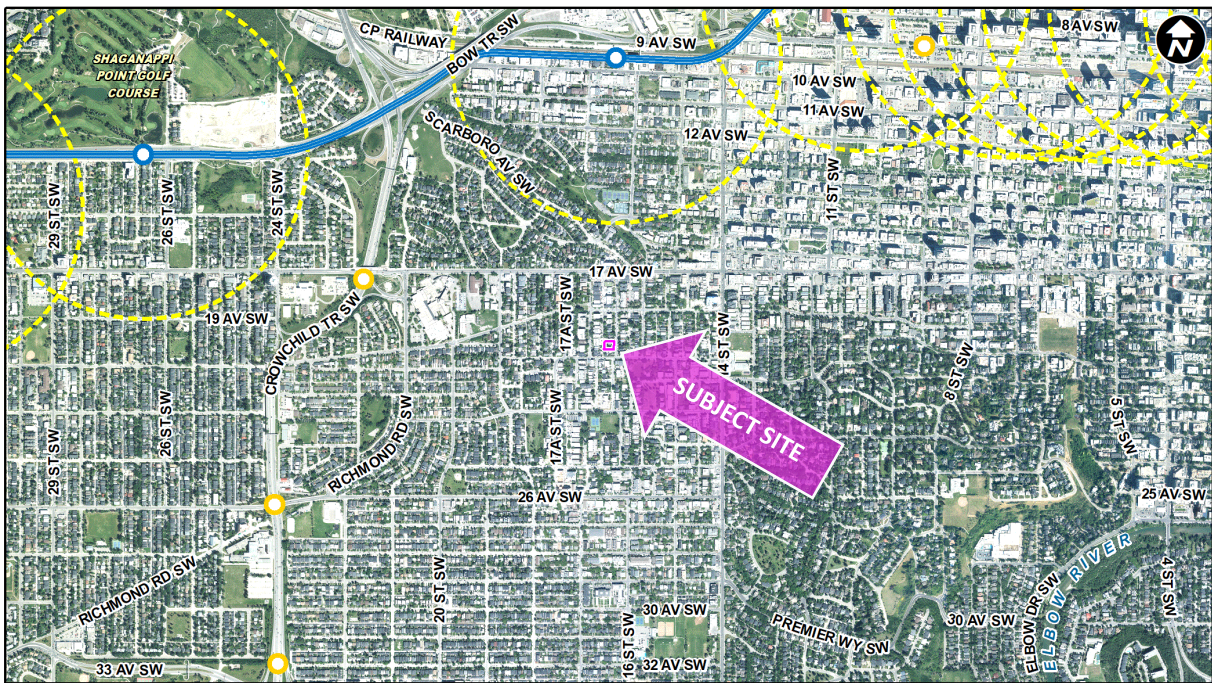 8 AV SW
CP RAILWAY
BOW TR SW
9 AV SW
N
SHAGANAPPI
POINT GOLF
COURSE
10 AV SW
11 AV SW
SCARBORO AV SW
12 AV SW
29 ST SW
26 ST SW
24 ST SW
11 ST SW
17 AV SW
19 AV SW
CROWCHILD TR SW
17A ST SW
14 ST SW
8 ST SW
SUBJECT SITE
29 ST SW
26 ST SW
RICHMOND RD SW
17A ST SW
5 ST SW
26 AV SW
25 AV SW
RICHMOND RD SW
20 ST SW
16 ST SW
30 AV SW
PREMIER WY SW
30 AV SW
ELBOW DR SW
ELBOW RIVER
4 ST SW
33 AV SW
32 AV SW